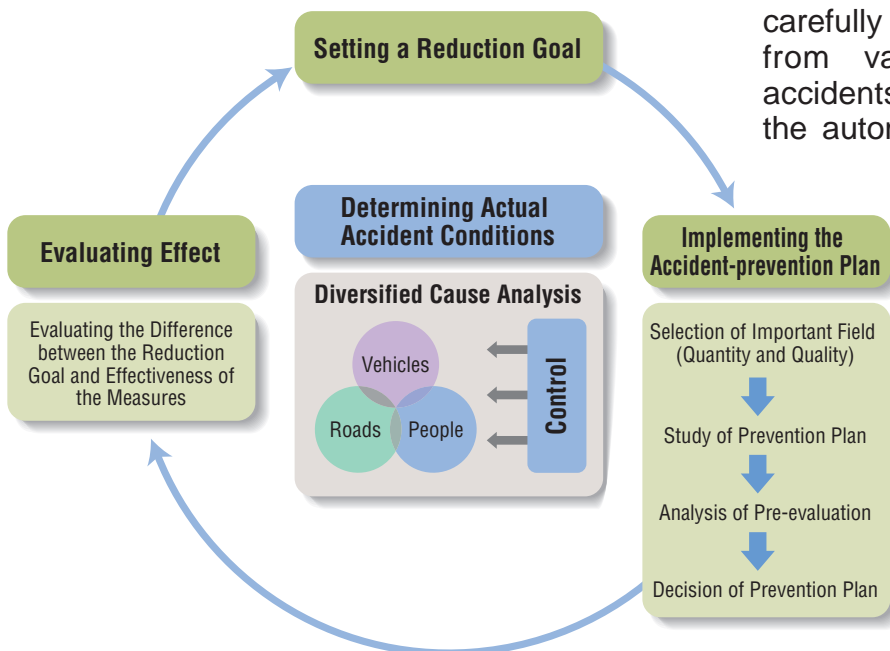 carefully
from va
accidents
the autor
Setting a Reduction Goal
Determining Actual
Accident Conditions
Diversified Cause Analysis
Vehicles
Roads
People
Control
Implementing the
Accident-prevention Plan
Selection of Important Field
(Quantity and Quality)
Study of Prevention Plan
Analysis of Pre-evaluation
Decision of Prevention Plan
Evaluating Effect
Evaluating the Difference
between the Reduction
Goal and Effectiveness of
the Measures